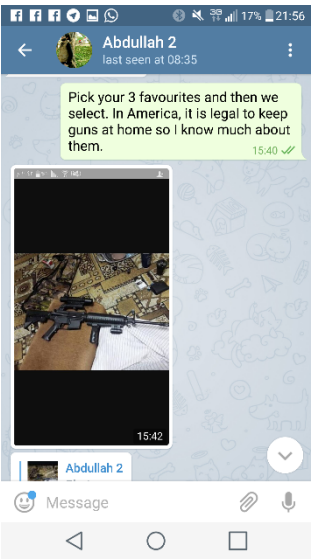 17% 21:56
Abdullah 2
last seen at 08:35
Pick your 3 favourites and then we
select. In America, it is legal to keep
guns at home so I know much about
them.
15:40
15:42
Abdullah 2
Message